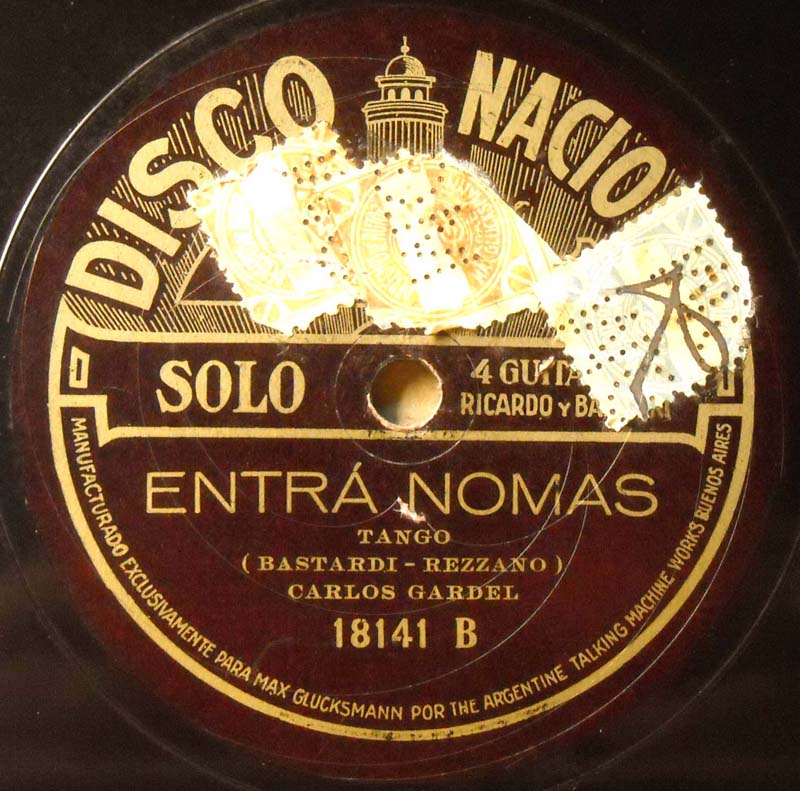 DISCO NACIO
SOLO
4 GUITA
RICARDO Y BA
ENTRÁ NOMAS
TANGO
(BASTARDI - REZZANO)
CARLOS GARDEL
18141 B
MANUFACTURADO EXCLUSIVAMENTE PARA MAX GLUCKSMANN POR THE ARGENTINE TALKING MACHINE WORKS BUENOS AIRES